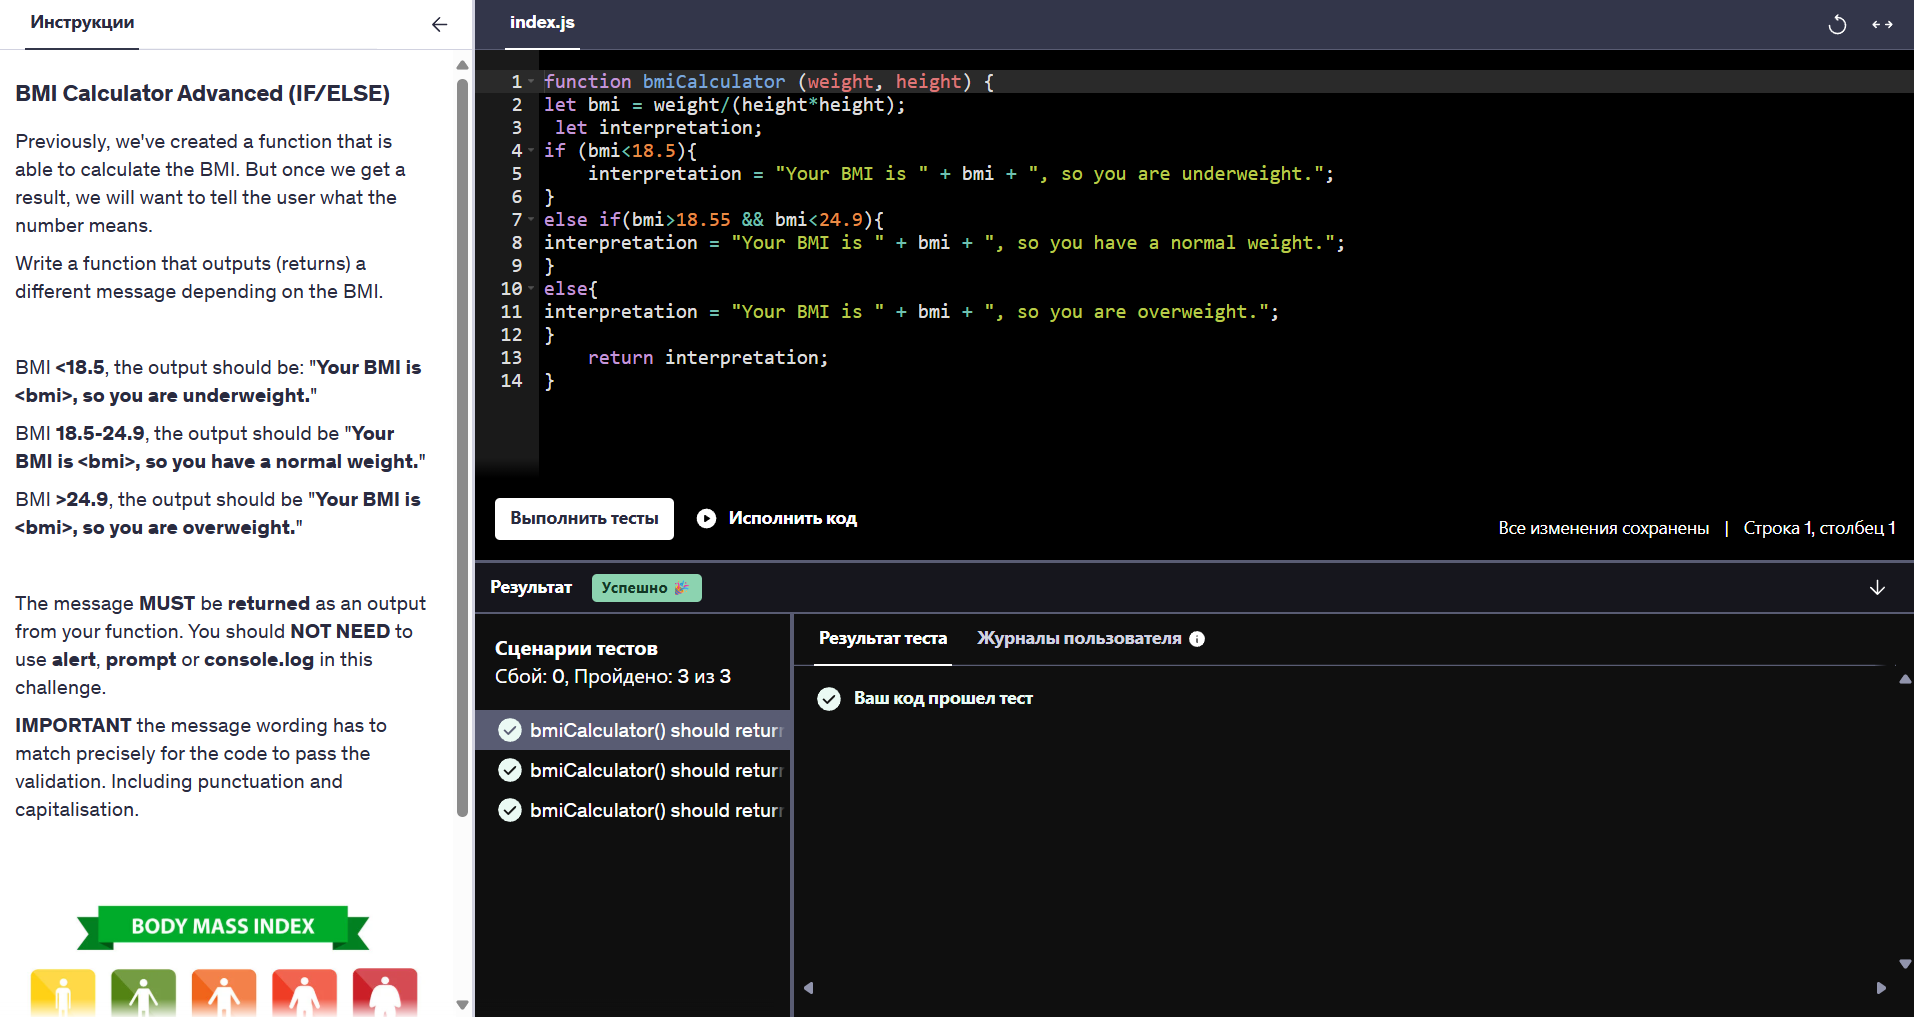 Инструкции
BMI Calculator Advanced (IF/ELSE)
Previously, we've created a function that is
able to calculate the BMI. But once we get a
result, we will want to tell the user what the
number means.
Write a function that outputs (returns) a
different message depending on the BMI.
BMI <18.5, the output should be: "Your BMI is
<bmi>, so you are underweight."
BMI 18.5-24.9, the output should be "Your
BMI is <bmi>, so you have a normal weight."
BMI >24.9, the output should be "Your BMI is
<bmi>, so you are overweight."
The message MUST be returned as an output
from your function. You should NOT NEED to
use alert, prompt or console.log in this
challenge.
IMPORTANT the message wording has to
match precisely for the code to pass the
validation. Including punctuation and
capitalisation.
BODY MASS INDEX
index.js
1 function bmiCalculator (weight, height) {
2 let bmi = weight/(height*height);
3  let interpretation;
4 if (bmi<18.5){
5     interpretation = "Your BMI is " + bmi + ", so you are underweight.";
6 }
7 else if(bmi>18.55 && bmi<24.9){
8 interpretation = "Your BMI is " + bmi + ", so you have a normal weight.";
9 }
10 else{
11 interpretation = "Your BMI is " + bmi + ", so you are overweight.";
12 }
13     return interpretation;
14 }
Выполнить тесты
Исполнить код
Все изменения сохранены | Строка 1, столбец 1
Результат
Успешно 🎉
Сценарии тестов
Сбой: 0, Пройдено: 3 из 3
bmiCalculator() should return
bmiCalculator() should return
bmiCalculator() should return
Результат теста
Журналы пользователя
Ваш код прошел тест